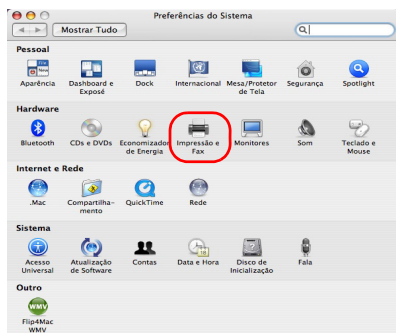 Preferências do Sistema
Mostrar Tudo
Pessoal
Aparência
Dashboard e Exposé
Dock
Internacional
Mesa/Protetor de Tela
Segurança
Spotlight
Hardware
Bluetooth
CDs e DVDs
Economizador de Energia
Impressão e Fax
Monitores
Som
Teclado e Mouse
Internet e Rede
.Mac
Compartilha-mento
QuickTime
Rede
Sistema
Acesso Universal
Atualização de Software
Contas
18
Data e Hora
Disco de Inicialização
Fala
Outro
WMV
Flip4Mac WMV